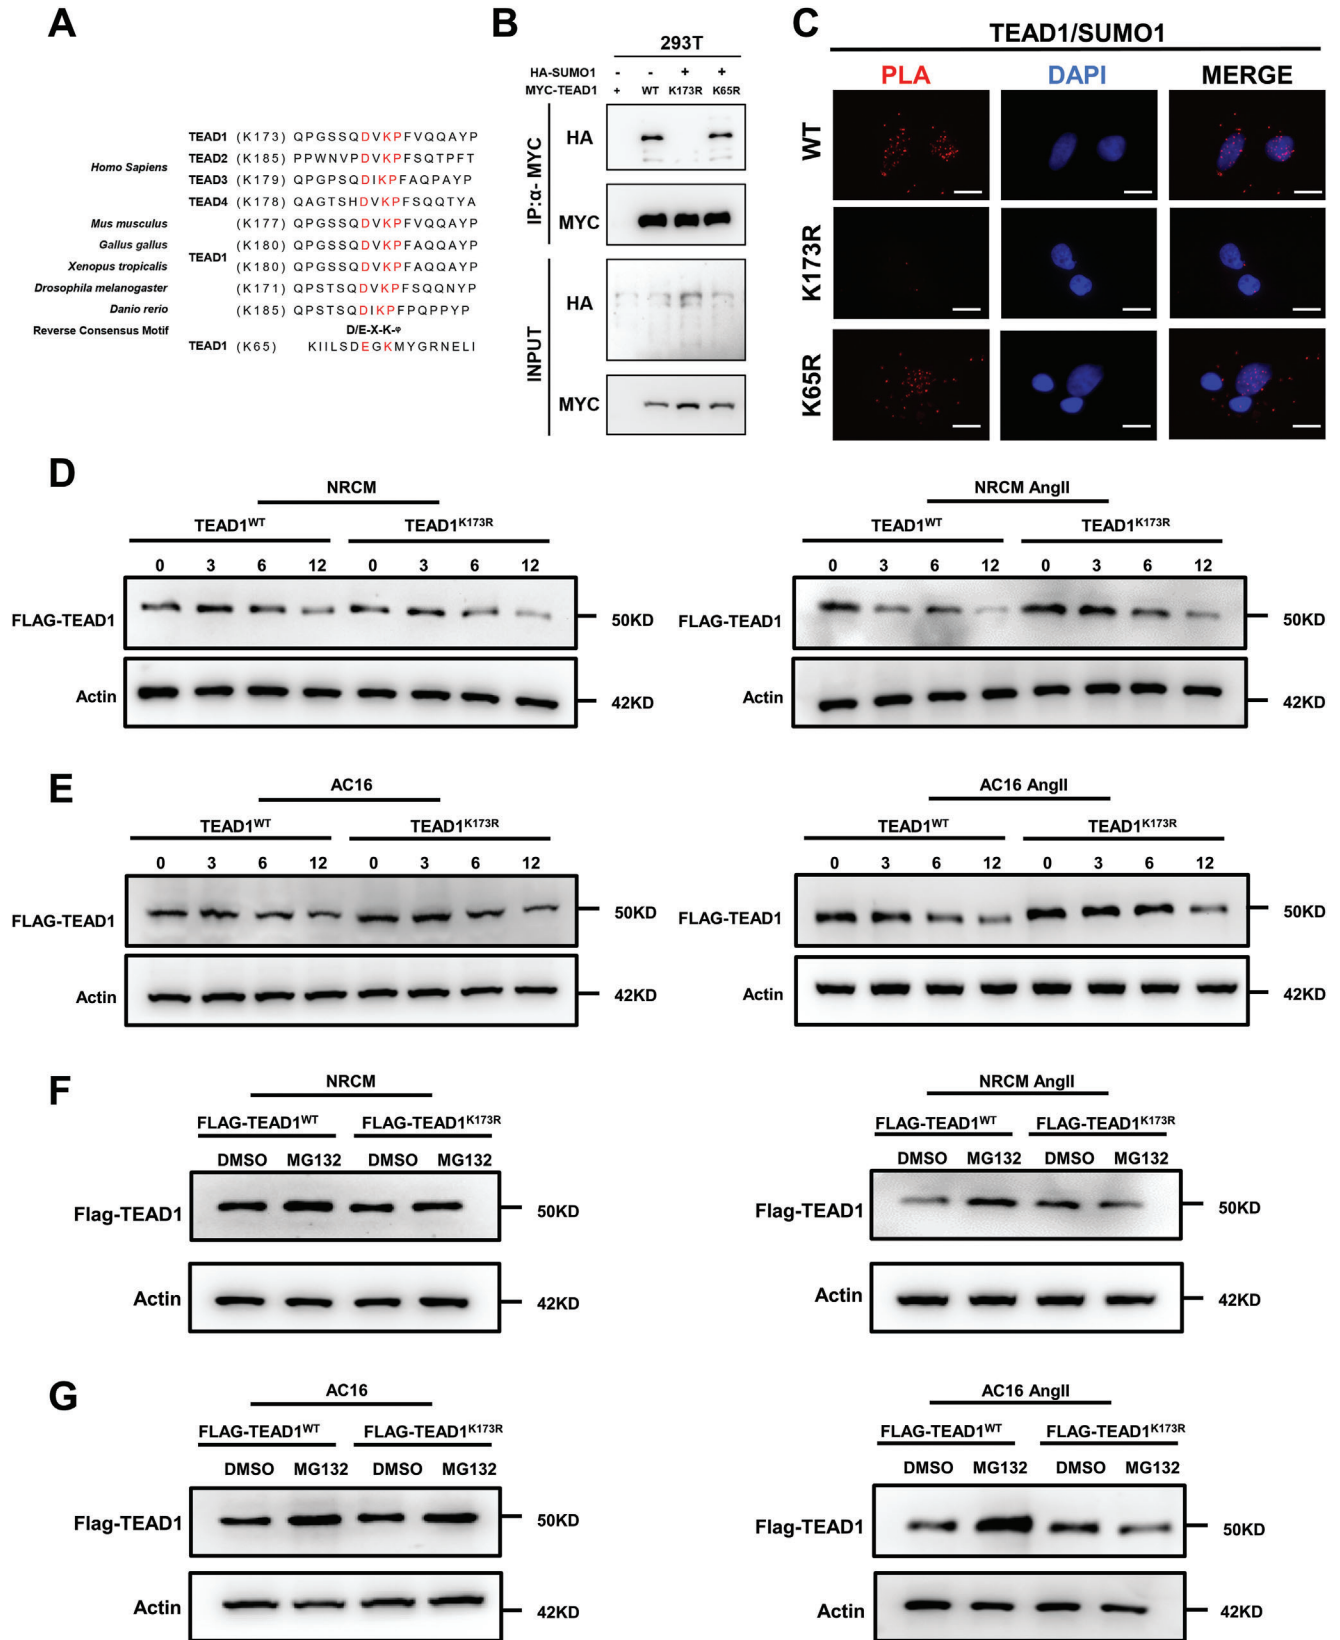 A
Homo Sapiens
TEAD1 (K173) QPGSSQDVKPFVQQAYP
TEAD2 (K185) PPWNVPDVKPFSQTPFT
TEAD3 (K179) QPGPSQDIKPFAQPAYP
TEAD4 (K178) QAGTSHDVKPFSQQTYA
TEAD1
Mus musculus (K177) QPGSSQDVKPFVQQAYP
Gallus gallus (K180) QPGSSQDVKPFAQQAYP
Xenopus tropicalis (K180) QPGSSQDVKPFAQQAYP
Drosophila melanogaster (K171) QPSTSQDVKPFSQQNYP
Danio rerio (K185) QPSTSQDIKPFPQPPYP
Reverse Consensus Motif D/E-X-K-φ
TEAD1 (K65) KIILSDEGKMYGRNELI
B
293T
HA-SUMO1 - - + +
MYC-TEAD1 + WT K173R K65R
IP:α- MYC
HA
MYC
INPUT
HA
MYC
C
TEAD1/SUMO1
PLA DAPI MERGE
WT
K173R
K65R
D
NRCM
TEAD1WT TEAD1K173R
0 3 6 12 0 3 6 12
FLAG-TEAD1 50KD
Actin 42KD
NRCM AngII
TEAD1WT TEAD1K173R
0 3 6 12 0 3 6 12
FLAG-TEAD1 50KD
Actin 42KD
E
AC16
TEAD1WT TEAD1K173R
0 3 6 12 0 3 6 12
FLAG-TEAD1 50KD
Actin 42KD
AC16 AngII
TEAD1WT TEAD1K173R
0 3 6 12 0 3 6 12
FLAG-TEAD1 50KD
Actin 42KD
F
NRCM
FLAG-TEAD1WT FLAG-TEAD1K173R
DMSO MG132 DMSO MG132
Flag-TEAD1 50KD
Actin 42KD
NRCM AngII
FLAG-TEAD1WT FLAG-TEAD1K173R
DMSO MG132 DMSO MG132
Flag-TEAD1 50KD
Actin 42KD
G
AC16
FLAG-TEAD1WT FLAG-TEAD1K173R
DMSO MG132 DMSO MG132
Flag-TEAD1 50KD
Actin 42KD
AC16 AngII
FLAG-TEAD1WT FLAG-TEAD1K173R
DMSO MG132 DMSO MG132
Flag-TEAD1 50KD
Actin 42KD